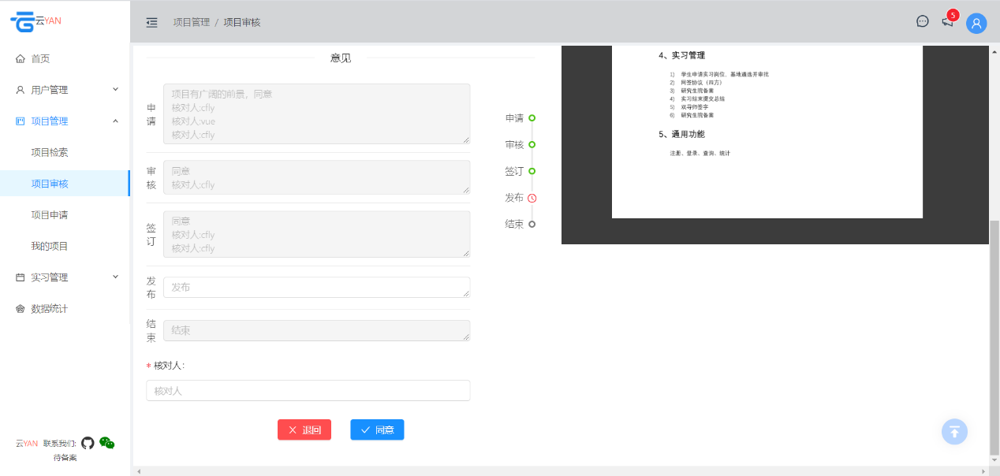 云YAN
项目管理 / 项目审核
5
首页
用户管理
项目管理
项目检索
项目审核
项目申请
我的项目
实习管理
数据统计
云YAN 联系我们:
待备案
意见
申请
项目有广阔的前景，同意
核对人:cfly
核对人:vue
核对人:cfly
审核
同意
核对人:cfly
签订
同意
核对人:cfly
核对人:cfly
发布
发布
结束
结束
* 核对人:
核对人
退回
同意
申请
审核
签订
发布
结束
4、实习管理
1) 学生申请实习岗位，基地遴选并审批
2) 网签协议（四方）
3) 研究生院备案
4) 实习结束提交总结
5) 双导师签字
6) 研究生院备案
5、通用功能
注册、登录、查询、统计